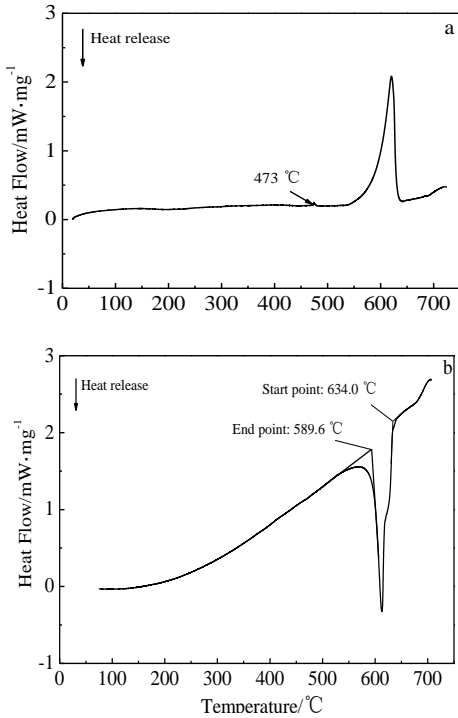 a
Heat release
473 ℃
Heat Flow/mW·mg-1
3
2
1
0
-1
0 100 200 300 400 500 600 700
b
Heat release
Start point: 634.0 ℃
End point: 589.6 ℃
Heat Flow/mW·mg-1
3
2
1
0
-1
0 100 200 300 400 500 600 700
Temperature/℃